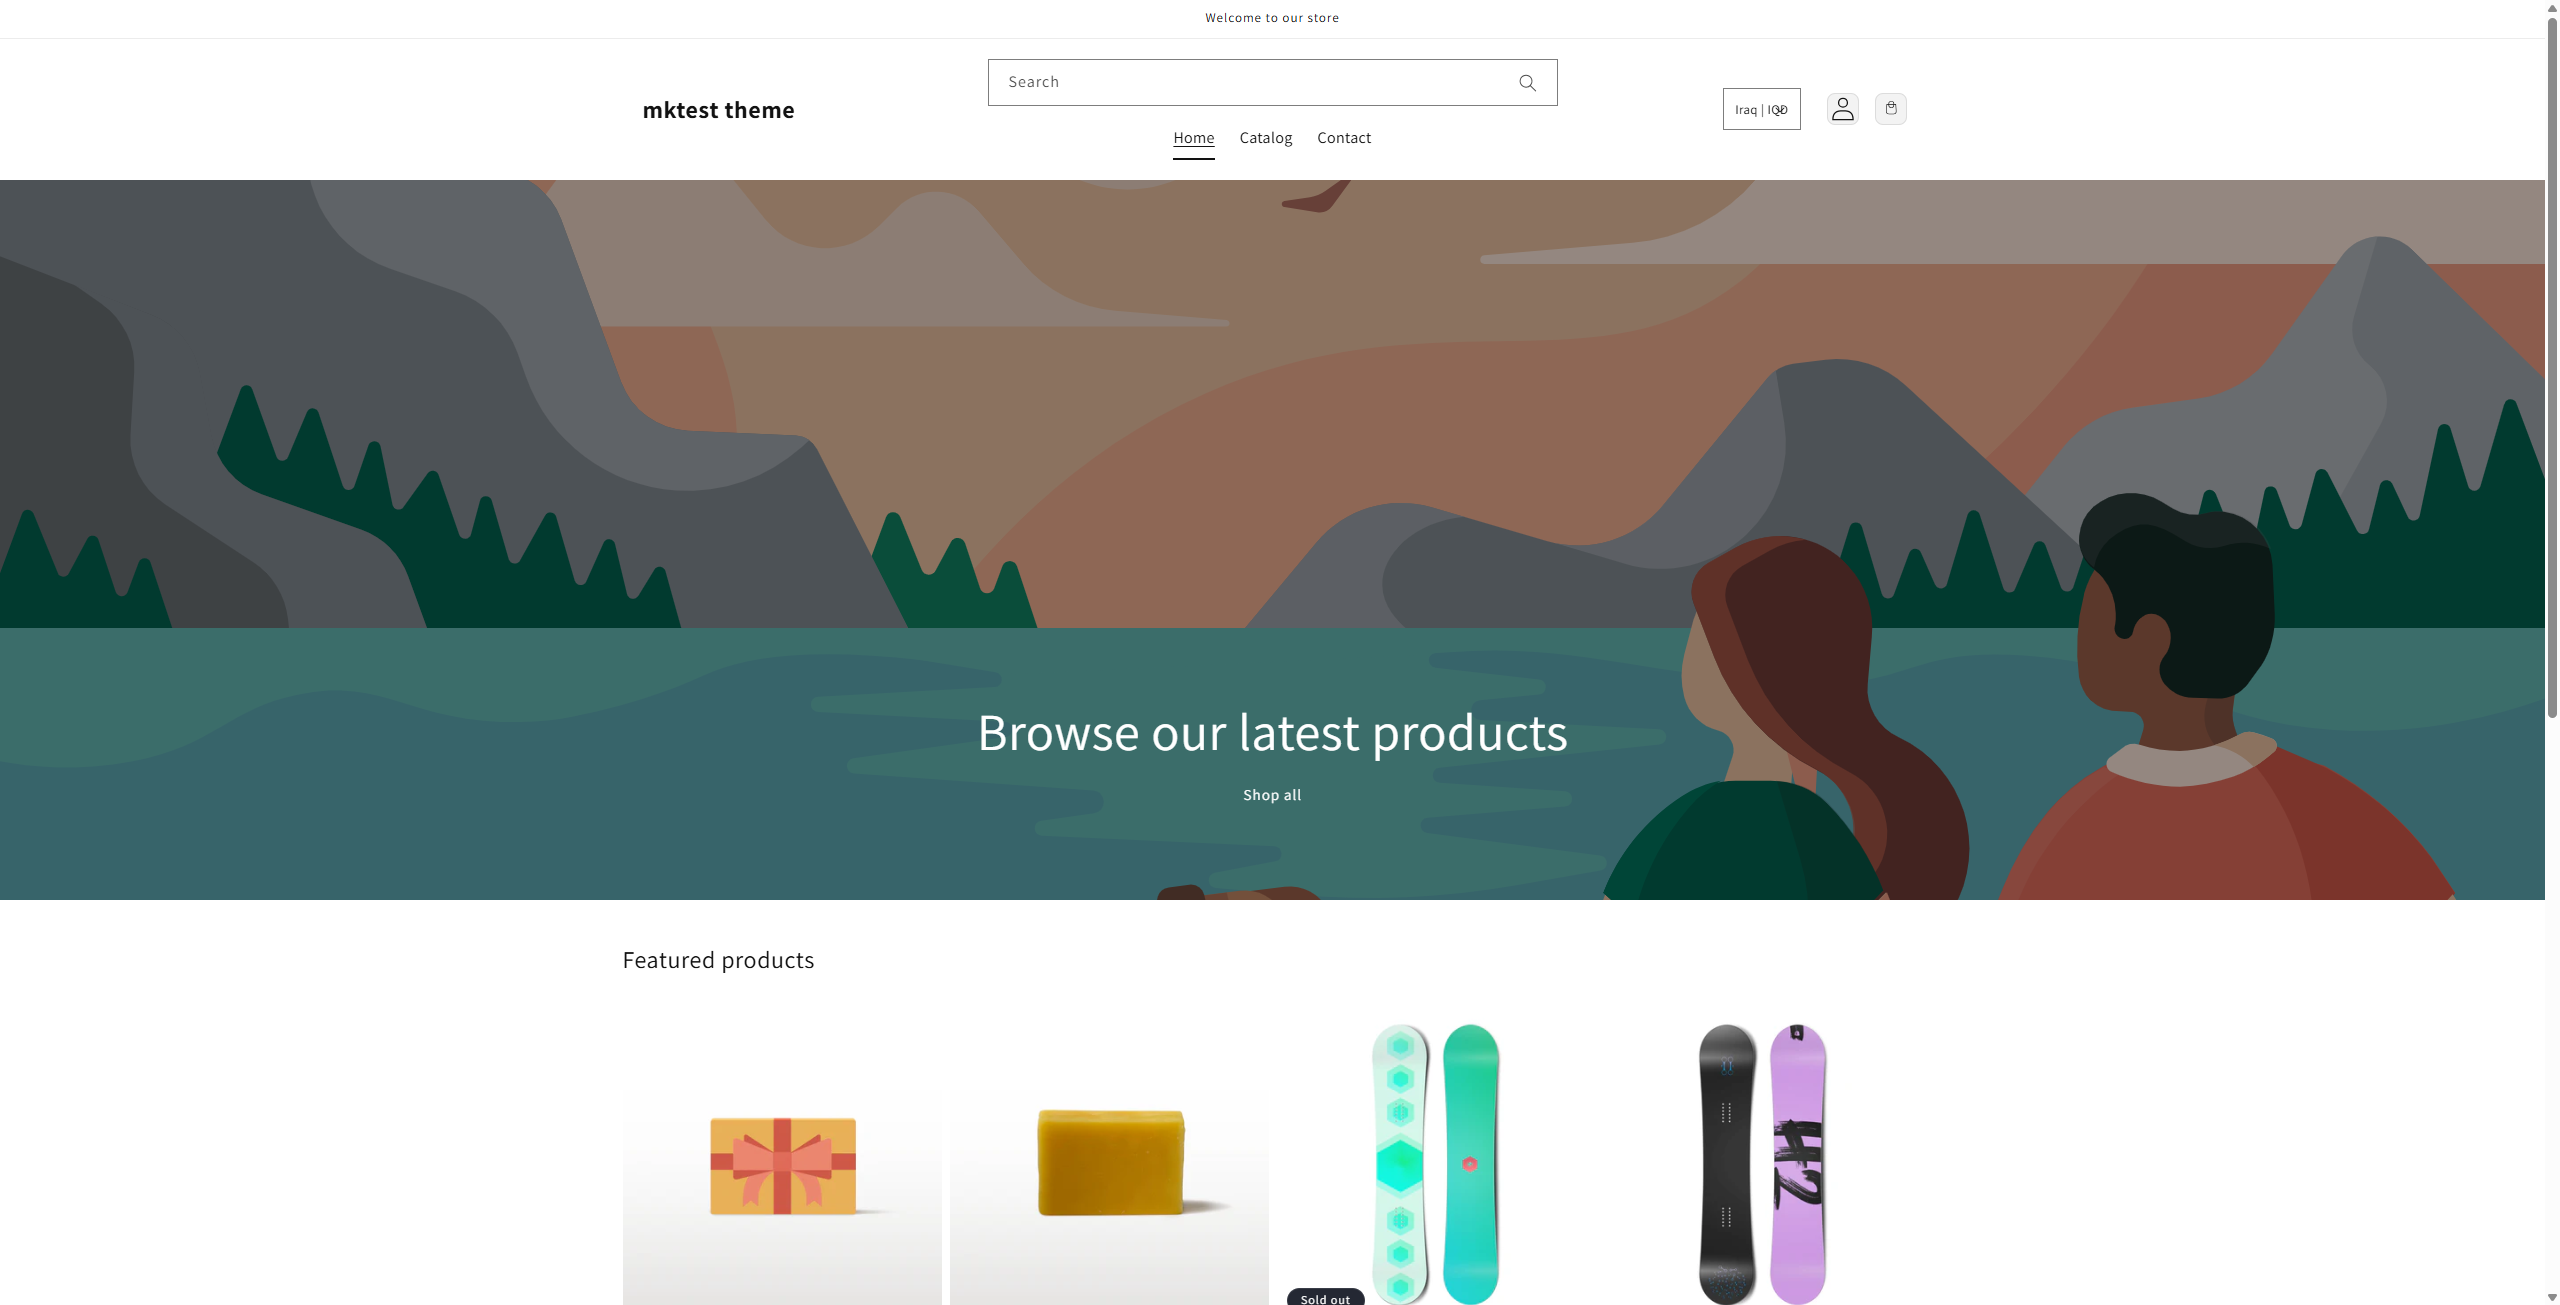 Welcome to our store
Search
mktest theme
Iraq | IQD
Home Catalog Contact
Browse our latest products
Shop all
Featured products
Sold out